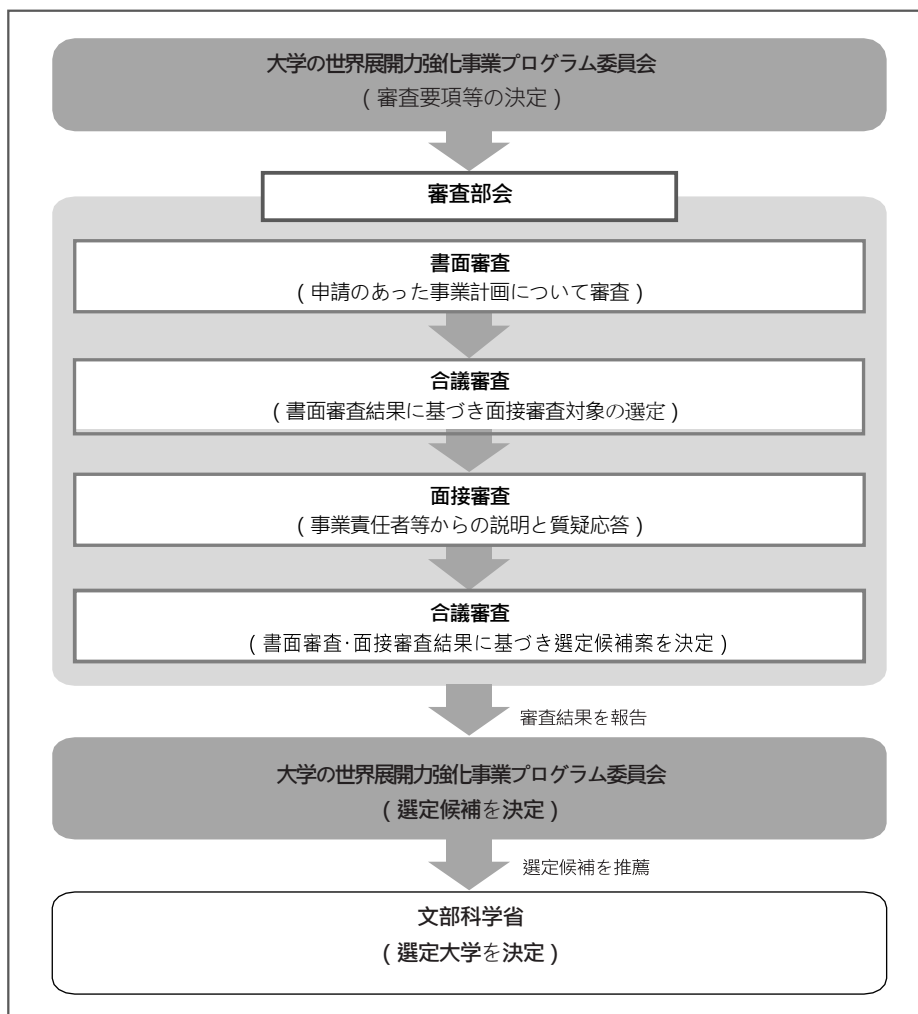 大学の世界展開力強化事業プログラム委員会
(審査要項等の決定)
審査部会
書面審査
(申請のあった事業計画について審査)
合議審査
(書面審査結果に基づき面接審査対象の選定)
面接審査
(事業責任者等からの説明と質疑応答)
合議審査
(書面審査・面接審査結果に基づき選定候補案を決定)
審査結果を報告
大学の世界展開力強化事業プログラム委員会
(選定候補を決定)
選定候補を推薦
文部科学省
(選定大学を決定)